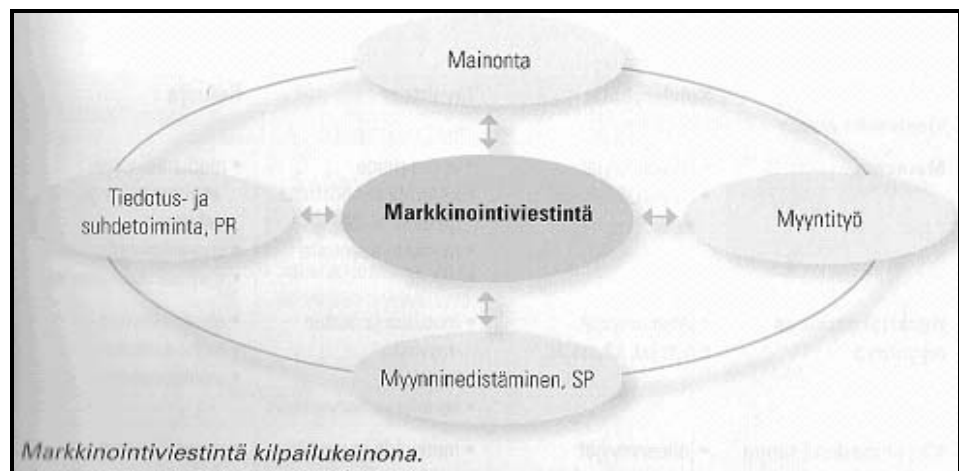 Mainonta
Tiedotus- ja
suhdetoiminta, PR
Markkinointiviestintä
Myyntityö
Myynninedistäminen, SP
Markkinointiviestintä kilpailukeinona.